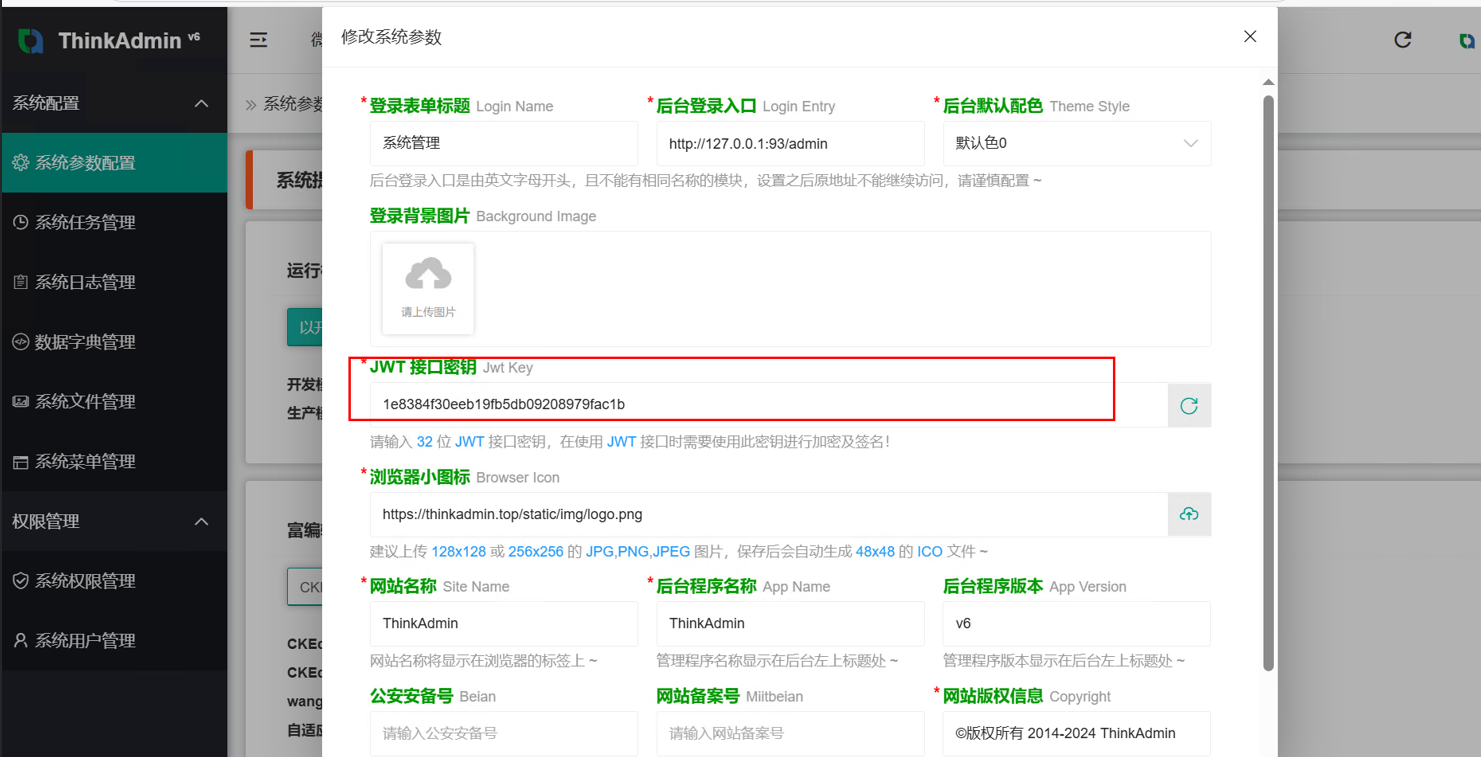 ThinkAdmin v6
微
修改系统参数
系统配置
系统参数
系统参数配置
系统任务管理
系统日志管理
数据字典管理
系统文件管理
系统菜单管理
权限管理
系统权限管理
系统用户管理
系统提
运行
以开
开发模
生产模
富编辑
CKE
CKEd
CKEd
wang
自适应
*登录表单标题 Login Name
*后台登录入口 Login Entry
*后台默认配色 Theme Style
系统管理
http://127.0.0.1:93/admin
默认色0
后台登录入口是由英文字母开头，且不能有相同名称的模块，设置之后原地址不能继续访问，请谨慎配置 ~
登录背景图片 Background Image
请上传图片
*JWT 接口密钥 Jwt Key
1e8384f30eeb19fb5db09208979fac1b
请输入 32 位 JWT 接口密钥，在使用 JWT 接口时需要使用此密钥进行加密及签名！
*浏览器小图标 Browser Icon
https://thinkadmin.top/static/img/logo.png
建议上传 128x128 或 256x256 的 JPG,PNG,JPEG 图片，保存后会自动生成 48x48 的 ICO 文件 ~
*网站名称 Site Name
*后台程序名称 App Name
后台程序版本 App Version
ThinkAdmin
ThinkAdmin
v6
网站名称将显示在浏览器的标签上 ~
管理程序名称显示在后台左上标题处 ~
管理程序版本显示在后台左上标题处 ~
公安安备号 Beian
网站备案号 Miitbeian
*网站版权信息 Copyright
请输入公安安备号
请输入网站备案号
©版权所有 2014-2024 ThinkAdmin